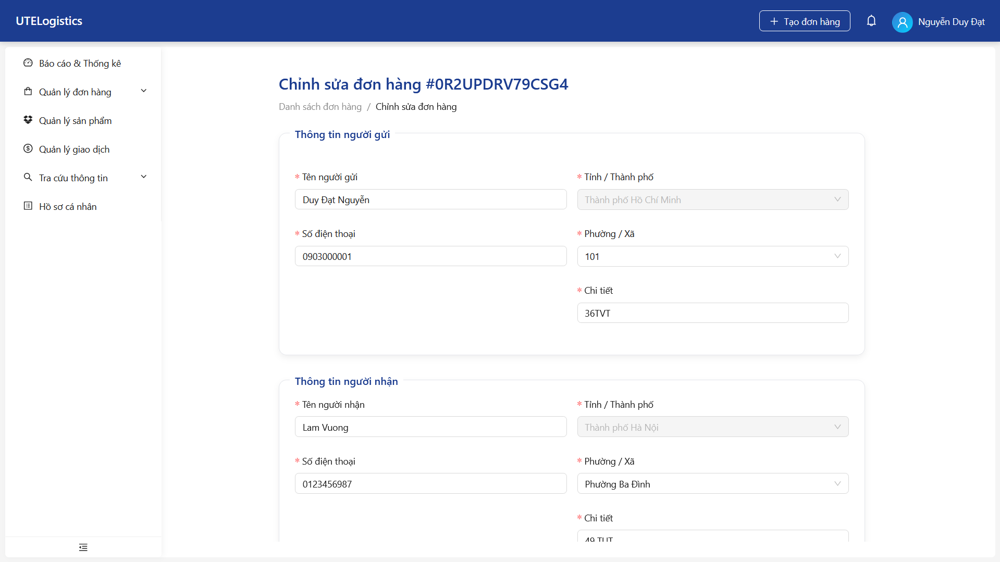 UTELogistics
Tạo đơn hàng
Nguyễn Duy Đạt
Báo cáo & Thống kê
Quản lý đơn hàng
Quản lý sản phẩm
Quản lý giao dịch
Tra cứu thông tin
Hồ sơ cá nhân
Chỉnh sửa đơn hàng #0R2UPDRV79CSG4
Danh sách đơn hàng / Chỉnh sửa đơn hàng
Thông tin người gửi
* Tên người gửi
Duy Đạt Nguyễn
* Tỉnh / Thành phố
Thành phố Hồ Chí Minh
* Số điện thoại
0903000001
* Phường / Xã
101
* Chi tiết
36TVT
Thông tin người nhận
* Tên người nhận
Lam Vuong
* Tỉnh / Thành phố
Thành phố Hà Nội
* Số điện thoại
0123456987
* Phường / Xã
Phường Ba Đình
* Chi tiết